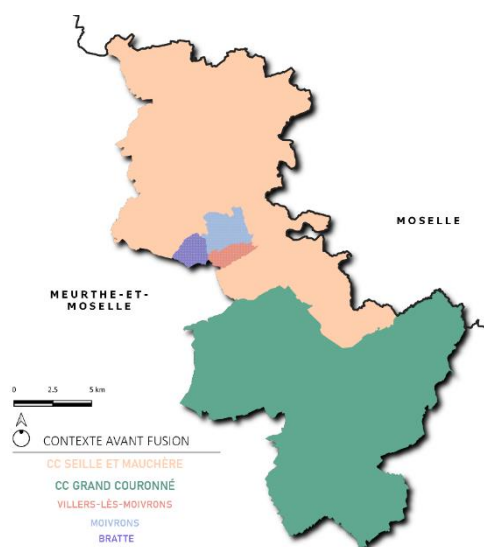 MOSELLE
MEURTHE-ET-
MOSELLE
0 2.5 5 km
CONTEXTE AVANT FUSION
CC SEILLE ET MAUCHÈRE
CC GRAND COURONNÉ
VILLERS-LÈS-MOIVRONS
MOIVRONS
BRATTE